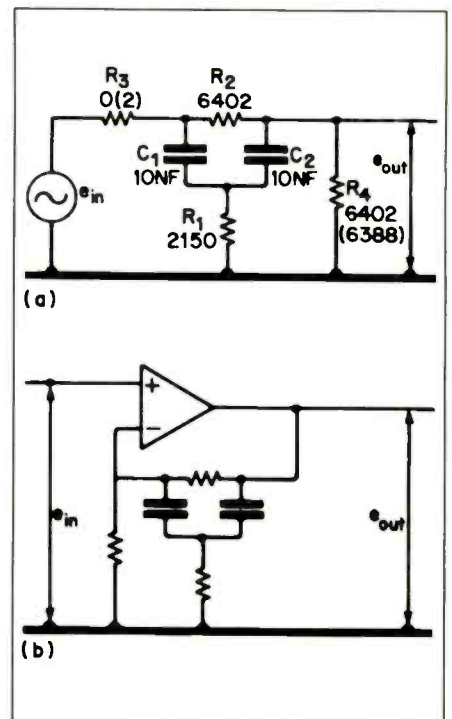 R3
0(2)
R2
6402
C1
10NF
C2
10NF
ein
R1
2150
R4
6402
(6388)
eout
(a)
+
−
ein
eout
(b)